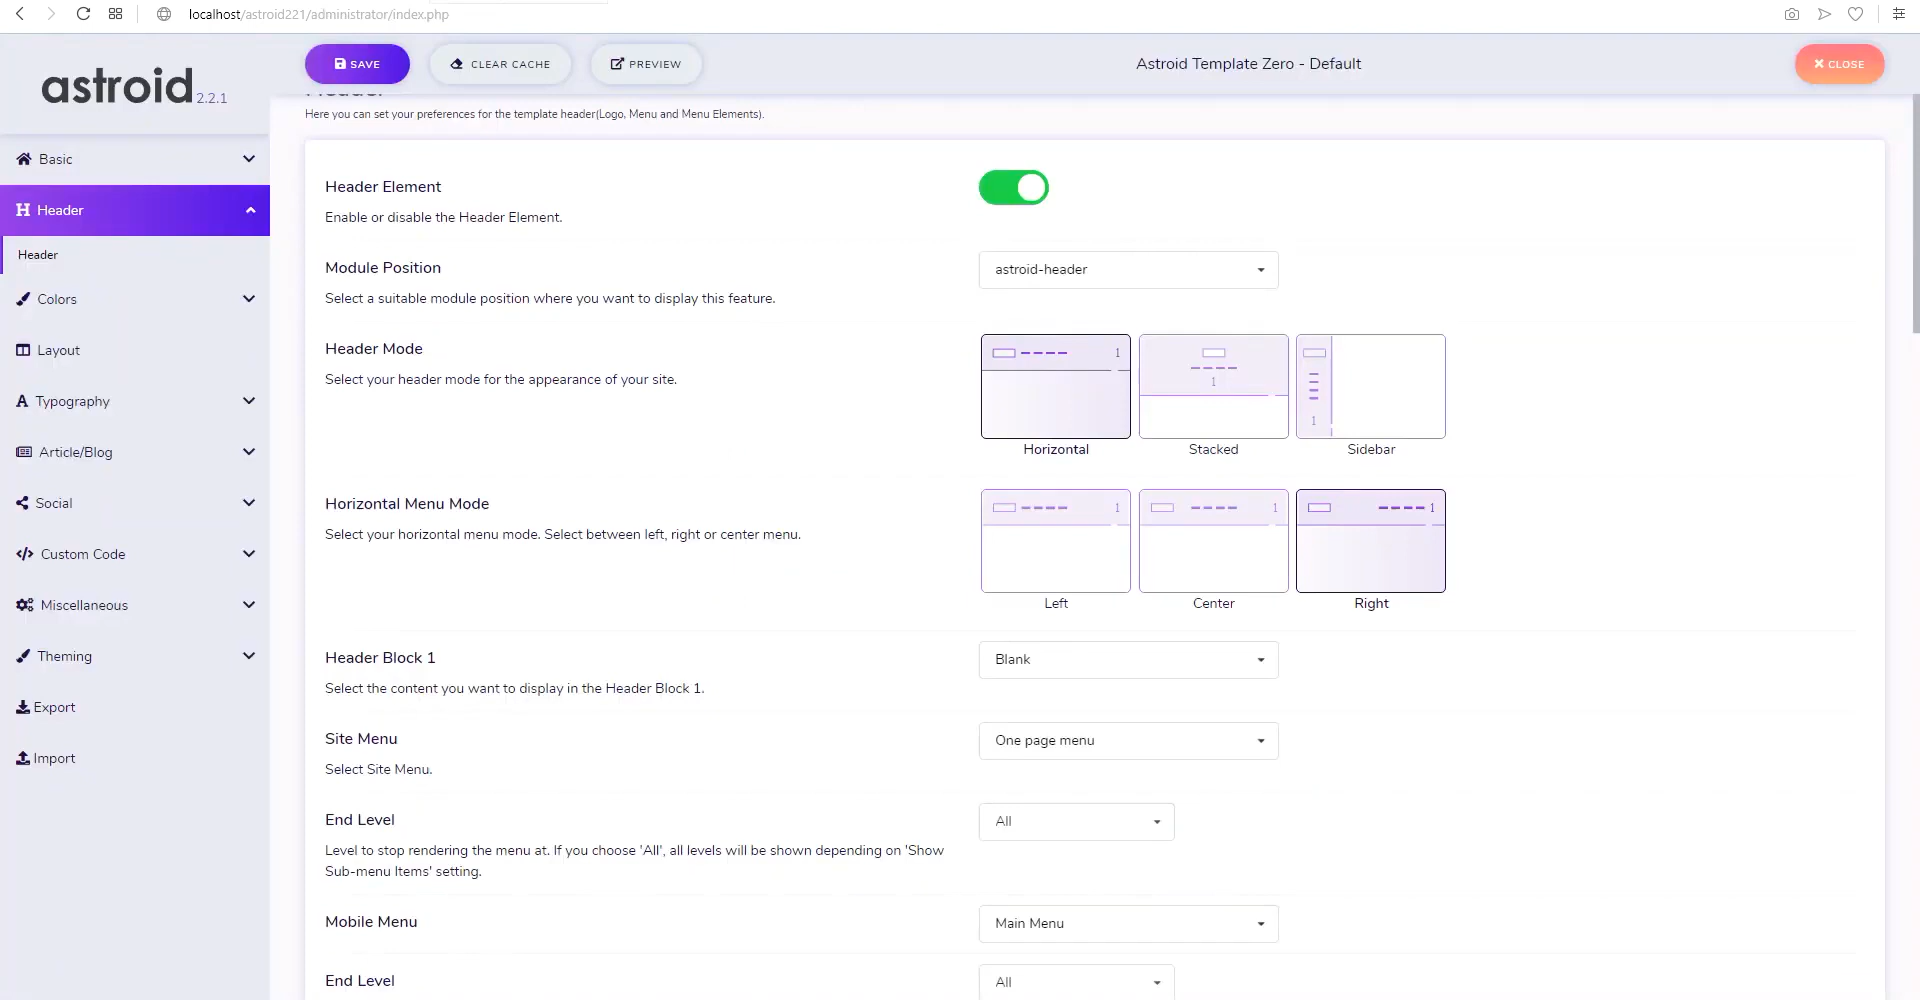 localhost/astroid221/administrator/index.php
astroid 2.2.1
SAVE
CLEAR CACHE
PREVIEW
Astroid Template Zero - Default
CLOSE
Basic
Header
Header
Colors
Layout
Typography
Article/Blog
Social
Custom Code
Miscellaneous
Theming
Export
Import
Header
Here you can set your preferences for the template header(Logo, Menu and Menu Elements).
Header Element
Enable or disable the Header Element.
Module Position
astroid-header
Select a suitable module position where you want to display this feature.
Header Mode
Select your header mode for the appearance of your site.
1
1
1
Horizontal
Stacked
Sidebar
Horizontal Menu Mode
Select your horizontal menu mode. Select between left, right or center menu.
1
1
1
Left
Center
Right
Header Block 1
Blank
Select the content you want to display in the Header Block 1.
Site Menu
One page menu
Select Site Menu.
End Level
All
Level to stop rendering the menu at. If you choose 'All', all levels will be shown depending on 'Show
Sub-menu Items' setting.
Mobile Menu
Main Menu
End Level
All